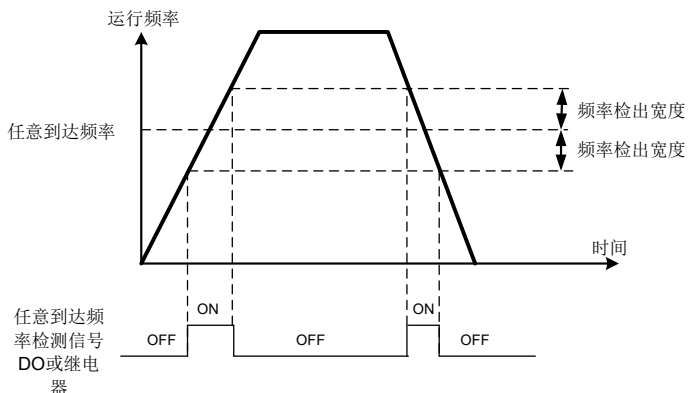 运行频率
频率检出宽度
任意到达频率
频率检出宽度
时间
任意到达频
率检测信号
DO或继电
器
ON
ON
OFF
OFF
OFF